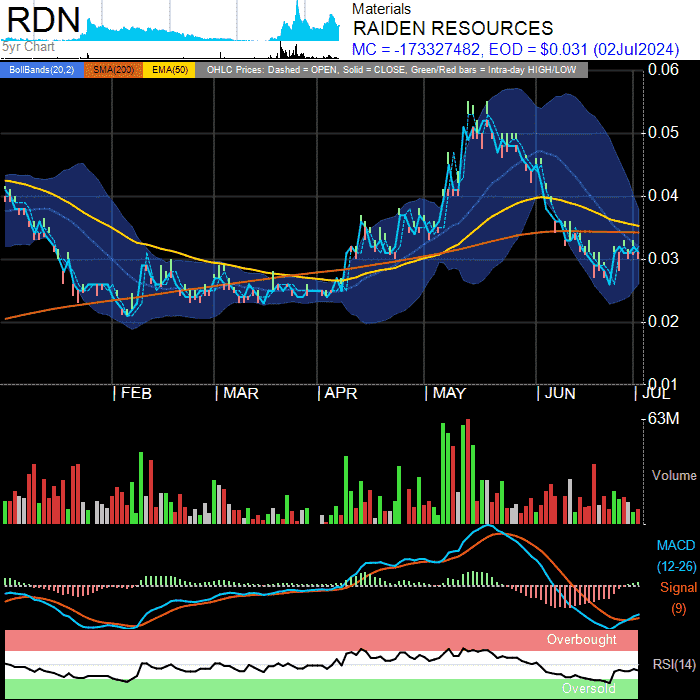 RDN
5yr Chart
Materials
RAIDEN RESOURCES
MC = -173327482, EOD = $0.031 (02Jul2024)
BollBands(20,2) SMA(200) EMA(50) OHLC Prices: Dashed = OPEN, Solid = CLOSE, Green/Red bars = Intra-day HIGH/LOW
0.06
0.05
0.04
0.03
0.02
0.01
| FEB | MAR | APR | MAY | JUN | JUL
63M
Volume
MACD
(12-26)
Signal
(9)
Overbought
RSI(14)
Oversold